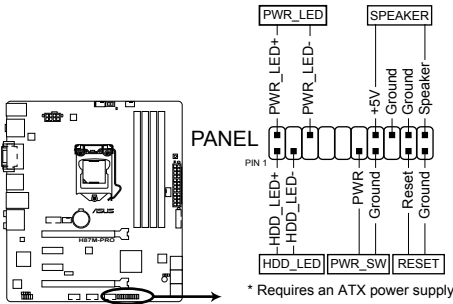 PWR_LED
SPEAKER
PWR_LED+
PWR_LED-
+5V
Ground
Ground
Speaker
PANEL
PIN 1
HDD_LED+
HDD_LED-
PWR
Ground
Reset
Ground
HDD_LED
PWR_SW
RESET
* Requires an ATX power supply
/SUS
H87M-PRO